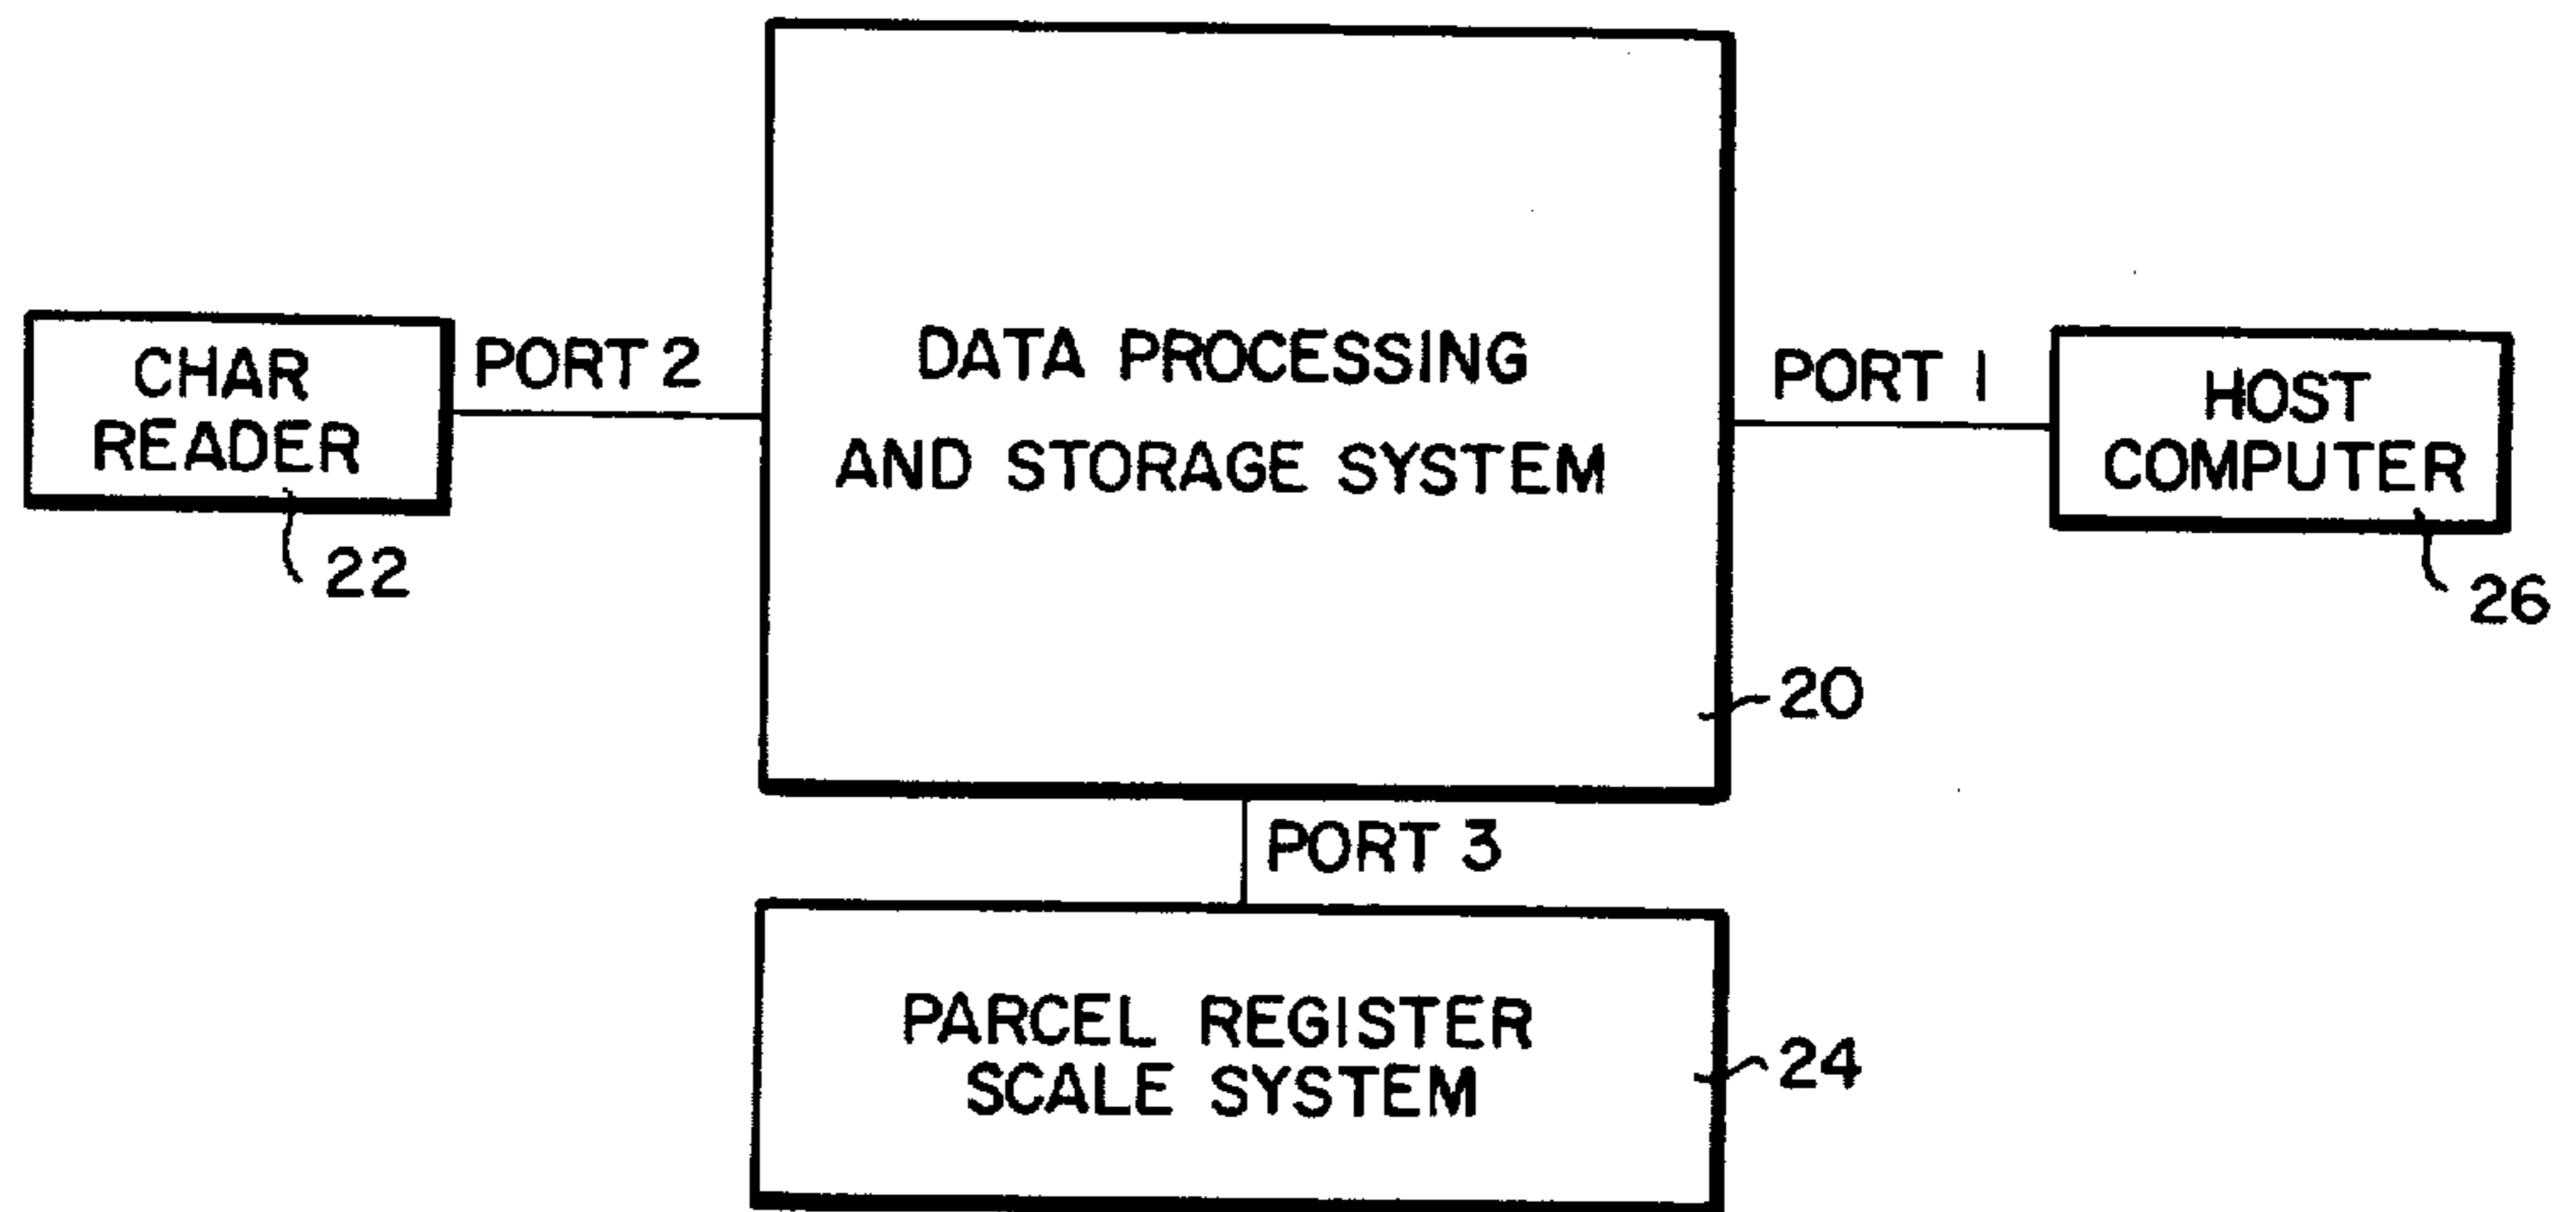 CHAR
READER
22
PORT 2
DATA PROCESSING
AND STORAGE SYSTEM
20
PORT 1
HOST
COMPUTER
26
PORT 3
PARCEL REGISTER
SCALE SYSTEM
24